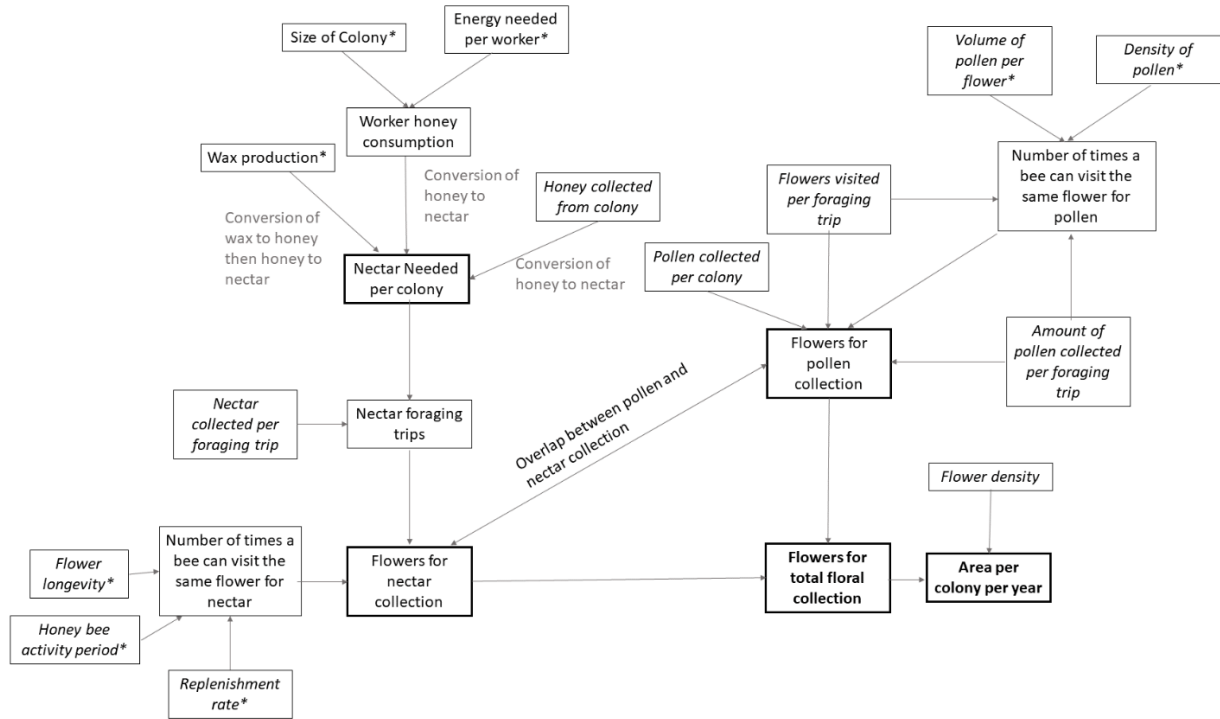 Size of Colony*
Energy needed
per worker*
Volume of
pollen per
flower*
Density of
pollen*
Worker honey
consumption
Wax production*
Conversion of
honey to
nectar
Honey collected
from colony
Flowers visited
per foraging
trip
Number of times a
bee can visit the
same flower for
pollen
Conversion of
wax to honey
then honey to
nectar
Nectar Needed
per colony
Conversion of
honey to nectar
Pollen collected
per colony
Flowers for
pollen
collection
Amount of
pollen collected
per foraging
trip
Nectar
collected per
foraging trip
Nectar foraging
trips
Overlap between pollen and
nectar collection
Flower density
Flower
longevity*
Number of times a
bee can visit the
same flower for
nectar
Flowers for
nectar
collection
Flowers for
total floral
collection
Area per
colony per year
Honey bee
activity period*
Replenishment
rate*